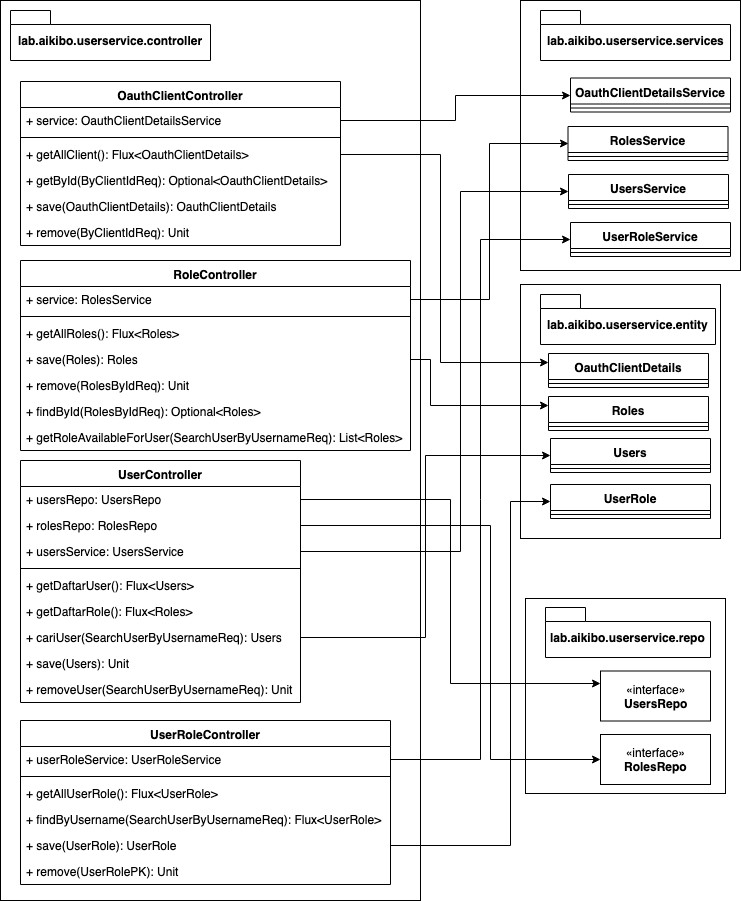 lab.aikibo.userservice.controller
OauthClientController
+ service: OauthClientDetailsService
+ getAllClient(): Flux<OauthClientDetails>
+ getById(ByClientIdReq): Optional<OauthClientDetails>
+ save(OauthClientDetails): OauthClientDetails
+ remove(ByClientIdReq): Unit
RoleController
+ service: RolesService
+ getAllRoles(): Flux<Roles>
+ save(Roles): Roles
+ remove(RolesByIdReq): Unit
+ findById(RolesByIdReq): Optional<Roles>
+ getRoleAvailableForUser(SearchUserByUsernameReq): List<Roles>
UserController
+ usersRepo: UsersRepo
+ rolesRepo: RolesRepo
+ usersService: UsersService
+ getDaftarUser(): Flux<Users>
+ getDaftarRole(): Flux<Roles>
+ cariUser(SearchUserByUsernameReq): Users
+ save(Users): Unit
+ removeUser(SearchUserByUsernameReq): Unit
UserRoleController
+ userRoleService: UserRoleService
+ getAllUserRole(): Flux<UserRole>
+ findByUsername(SearchUserByUsernameReq): Flux<UserRole>
+ save(UserRole): UserRole
+ remove(UserRolePK): Unit
lab.aikibo.userservice.services
OauthClientDetailsService
RolesService
UsersService
UserRoleService
lab.aikibo.userservice.entity
OauthClientDetails
Roles
Users
UserRole
lab.aikibo.userservice.repo
«interface»
UsersRepo
«interface»
RolesRepo